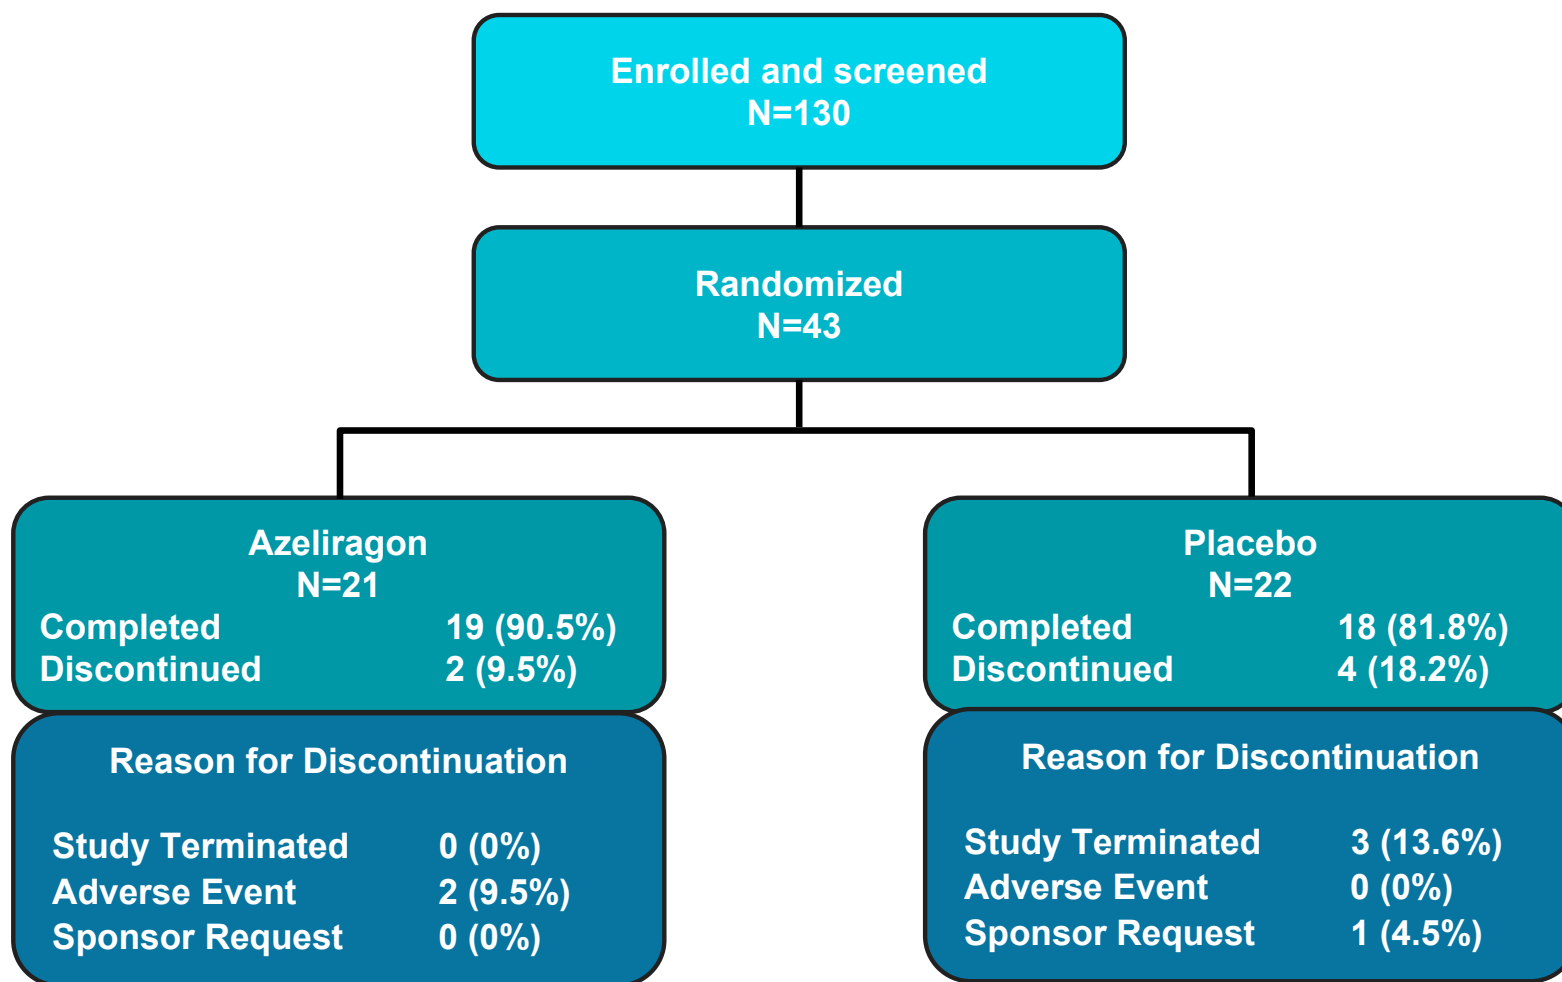 Enrolled and screened
N=130
Randomized
N=43
Azeliragon
N=21
Completed 19 (90.5%)
Discontinued 2 (9.5%)
Reason for Discontinuation
Study Terminated 0 (0%)
Adverse Event 2 (9.5%)
Sponsor Request 0 (0%)
Placebo
N=22
Completed 18 (81.8%)
Discontinued 4 (18.2%)
Reason for Discontinuation
Study Terminated 3 (13.6%)
Adverse Event 0 (0%)
Sponsor Request 1 (4.5%)